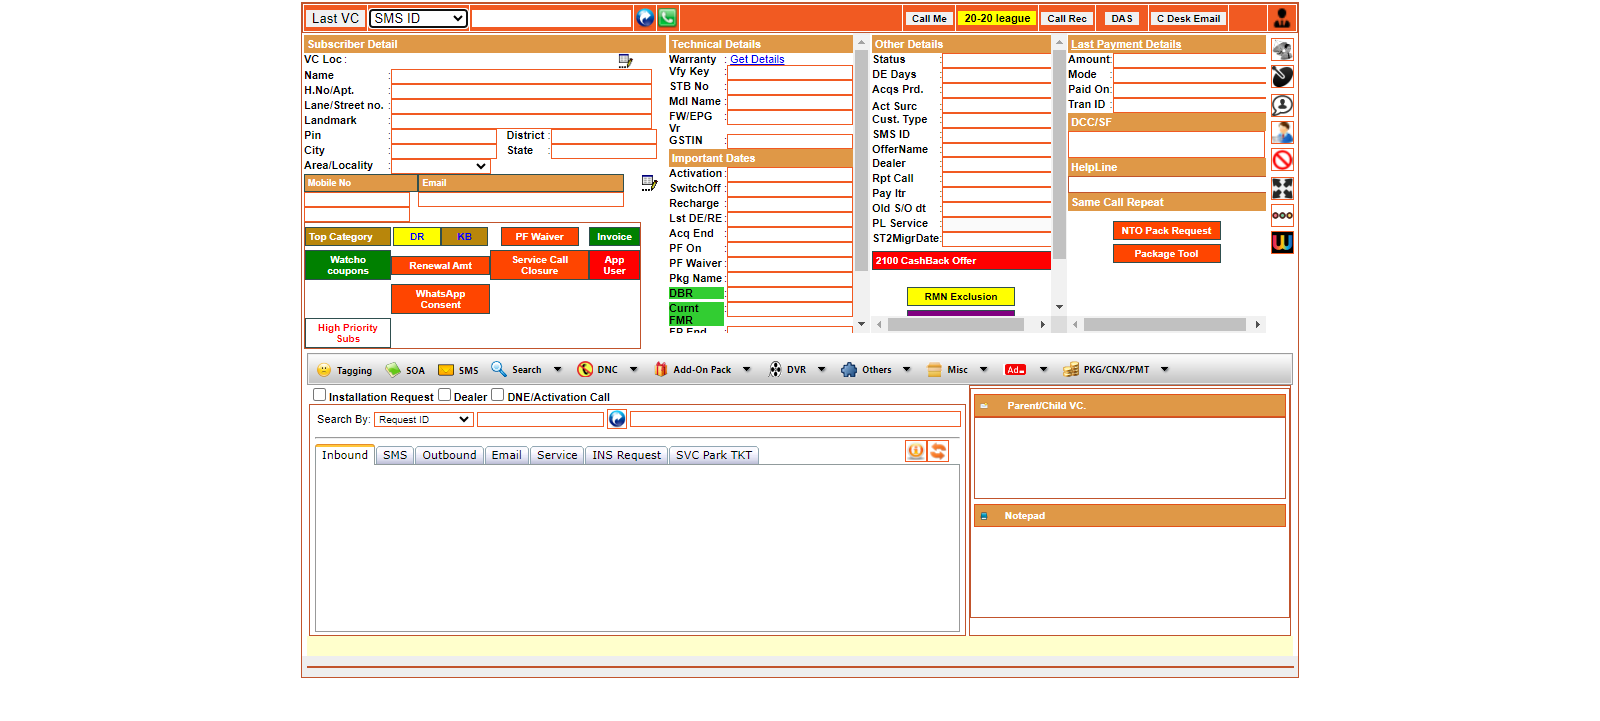 Last VC SMS ID Call Me 20-20 league Call Rec DAS C Desk Email
Subscriber Detail
VC Loc :
Name :
H.No/Apt. :
Lane/Street no. :
Landmark :
Pin : District :
City : State :
Area/Locality :
Mobile No Email
Top Category DR KB PF Waiver Invoice
Watcho coupons Renewal Amt Service Call Closure App User
WhatsApp Consent
High Priority Subs
Technical Details
Warranty : Get Details
Vfy Key :
STB No :
Mdl Name :
FW/EPG Vr :
GSTIN :
Important Dates
Activation :
SwitchOff :
Recharge :
Lst DE/RE :
Acq End :
PF On :
PF Waiver :
Pkg Name :
DBR :
Curnt FMR :
FP End :
Other Details
Status :
DE Days :
Acqs Prd. :
Act Surc :
Cust. Type :
SMS ID :
OfferName :
Dealer :
Rpt Call :
Pay Itr :
Old S/O dt :
PL Service :
ST2MigrDate:
2100 CashBack Offer
RMN Exclusion
Last Payment Details
Amount:
Mode :
Paid On:
Tran ID :
DCC/SF
HelpLine
Same Call Repeat
NTO Pack Request
Package Tool
Tagging SOA SMS Search DNC Add-On Pack DVR Others Misc Ad PKG/CNX/PMT
Installation Request Dealer DNE/Activation Call
Search By: Request ID
Inbound SMS Outbound Email Service INS Request SVC Park TKT
Parent/Child VC.
Notepad